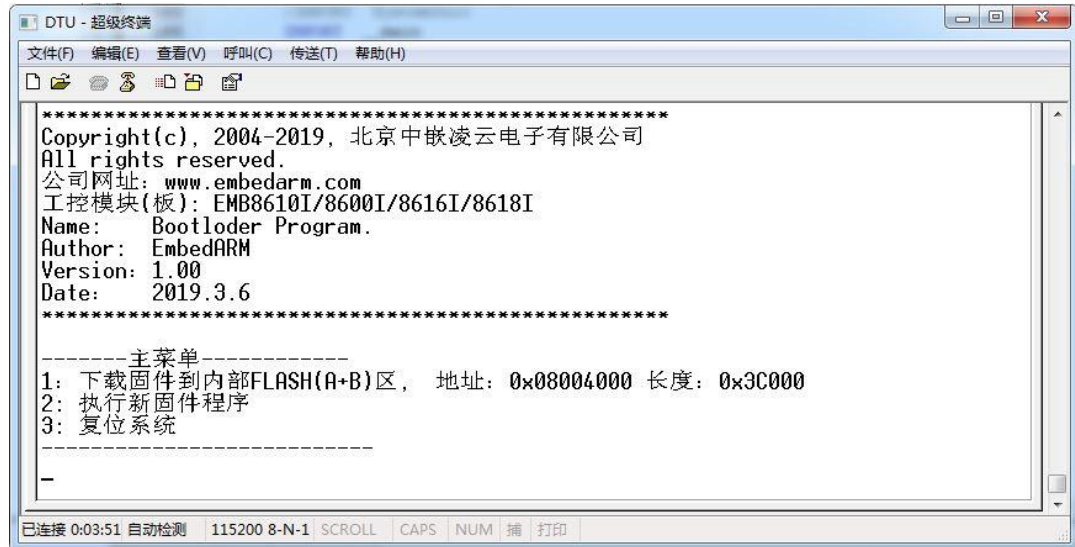 DTU - 超级终端
文件(F) 编辑(E) 查看(V) 呼叫(C) 传送(T) 帮助(H)
***************************************************
Copyright(c), 2004-2019, 北京中嵌凌云电子有限公司
All rights reserved.
公司网址: www.embedarm.com
工控模块(板): EMB8610I/8600I/8616I/8618I
Name: Bootloder Program.
Author: EmbedARM
Version: 1.00
Date: 2019.3.6
***************************************************
-------主菜单------------
1: 下载固件到内部FLASH(A+B)区, 地址: 0x08004000 长度: 0x3C000
2: 执行新固件程序
3: 复位系统
---------------------------
_
已连接 0:03:51 自动检测 115200 8-N-1 SCROLL CAPS NUM 捕 打印